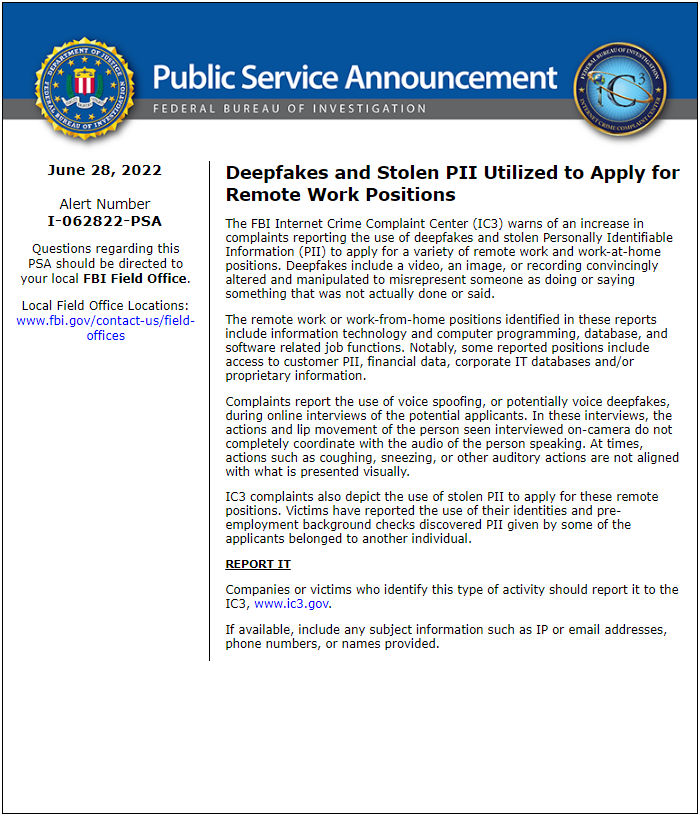 Public Service Announcement
FEDERAL BUREAU OF INVESTIGATION
DEPARTMENT OF JUSTICE
FEDERAL BUREAU OF INVESTIGATION
FEDERAL BUREAU OF INVESTIGATION
iC3
INTERNET CRIME COMPLAINT CENTER
June 28, 2022
Alert Number
I-062822-PSA
Questions regarding this
PSA should be directed to
your local FBI Field Office.
Local Field Office Locations:
www.fbi.gov/contact-us/field-
offices
Deepfakes and Stolen PII Utilized to Apply for
Remote Work Positions
The FBI Internet Crime Complaint Center (IC3) warns of an increase in
complaints reporting the use of deepfakes and stolen Personally Identifiable
Information (PII) to apply for a variety of remote work and work-at-home
positions. Deepfakes include a video, an image, or recording convincingly
altered and manipulated to misrepresent someone as doing or saying
something that was not actually done or said.
The remote work or work-from-home positions identified in these reports
include information technology and computer programming, database, and
software related job functions. Notably, some reported positions include
access to customer PII, financial data, corporate IT databases and/or
proprietary information.
Complaints report the use of voice spoofing, or potentially voice deepfakes,
during online interviews of the potential applicants. In these interviews, the
actions and lip movement of the person seen interviewed on-camera do not
completely coordinate with the audio of the person speaking. At times,
actions such as coughing, sneezing, or other auditory actions are not aligned
with what is presented visually.
IC3 complaints also depict the use of stolen PII to apply for these remote
positions. Victims have reported the use of their identities and pre-
employment background checks discovered PII given by some of the
applicants belonged to another individual.
REPORT IT
Companies or victims who identify this type of activity should report it to the
IC3, www.ic3.gov.
If available, include any subject information such as IP or email addresses,
phone numbers, or names provided.